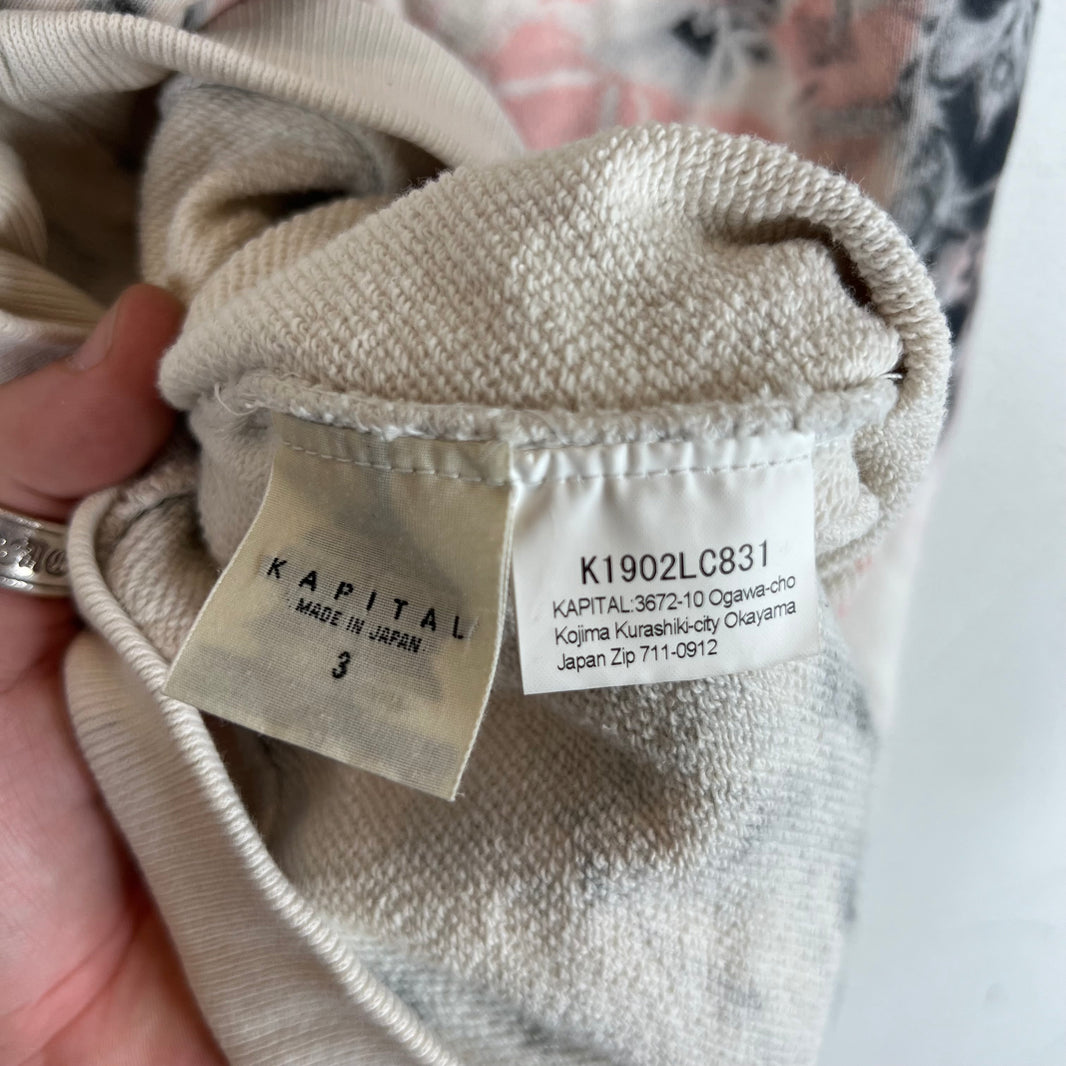 KAPITAL
MADE IN JAPAN
3
K1902LC831
KAPITAL:3672-10 Ogawa-cho
Kojima Kurashiki-city Okayama
Japan Zip 711-0912